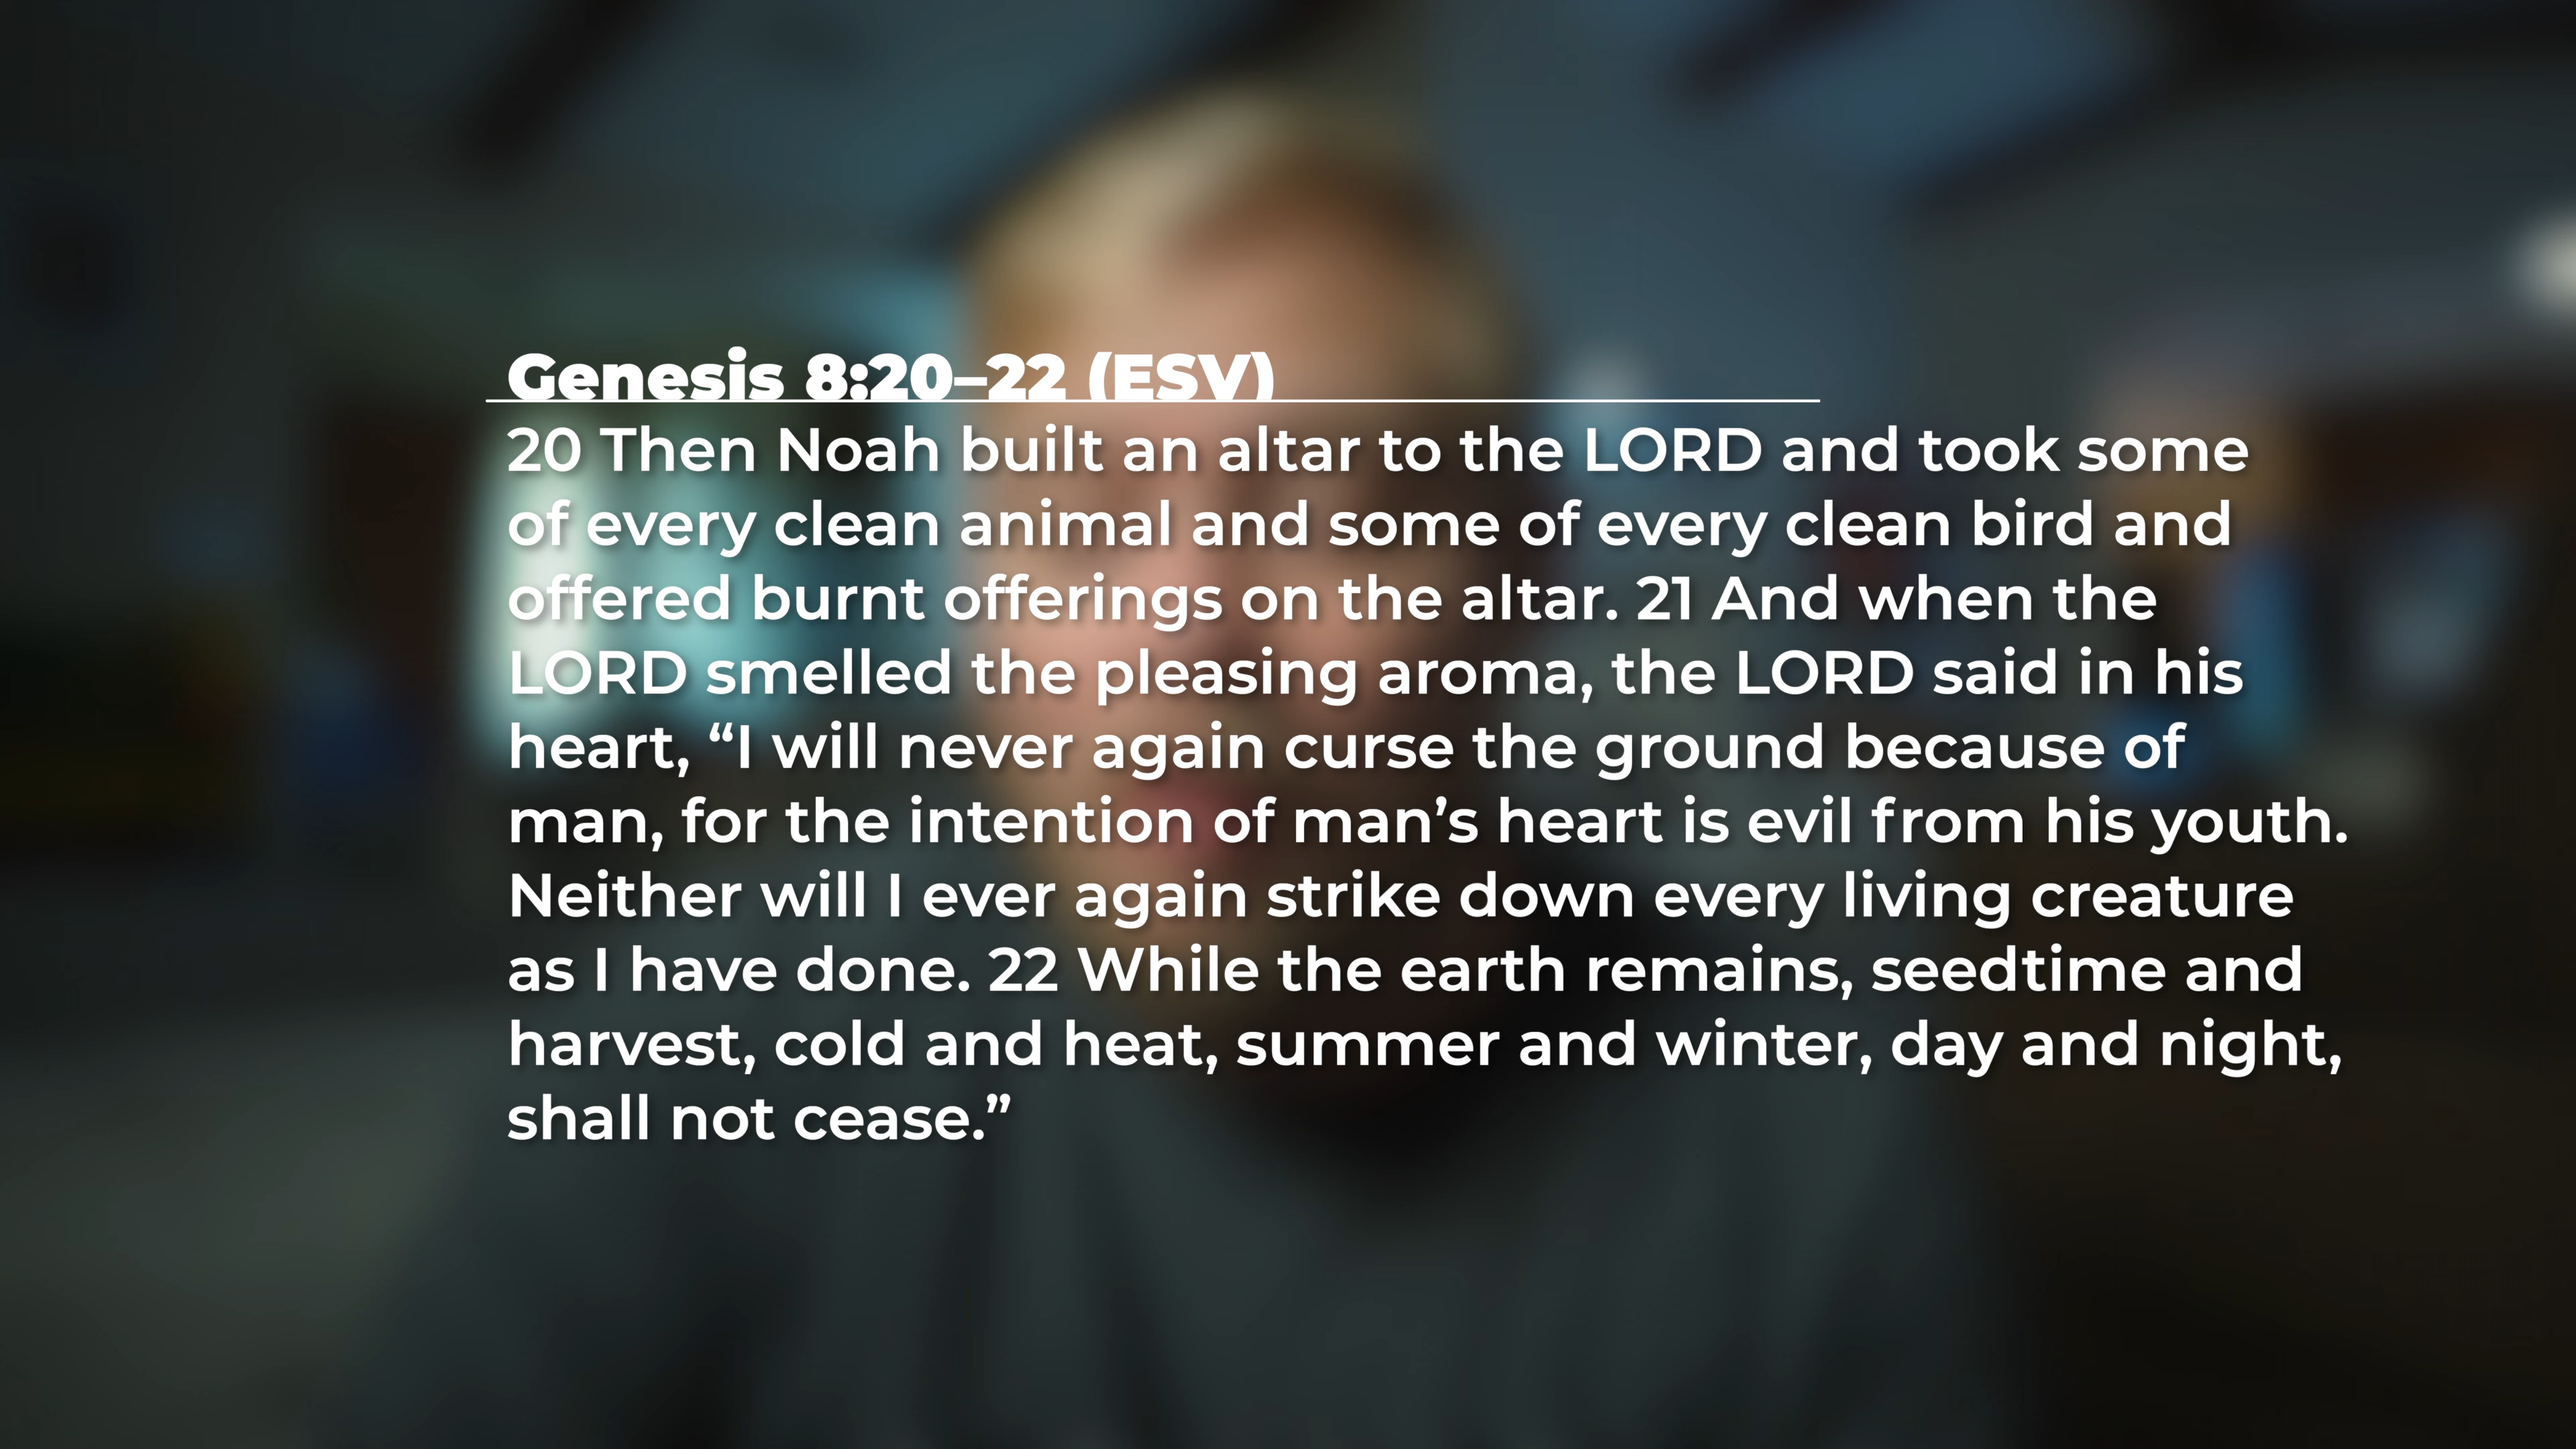 Genesis 8:20–22 (ESV)
20 Then Noah built an altar to the LORD and took some
of every clean animal and some of every clean bird and
offered burnt offerings on the altar. 21 And when the
LORD smelled the pleasing aroma, the LORD said in his
heart, “I will never again curse the ground because of
man, for the intention of man’s heart is evil from his youth.
Neither will I ever again strike down every living creature
as I have done. 22 While the earth remains, seedtime and
harvest, cold and heat, summer and winter, day and night,
shall not cease.”